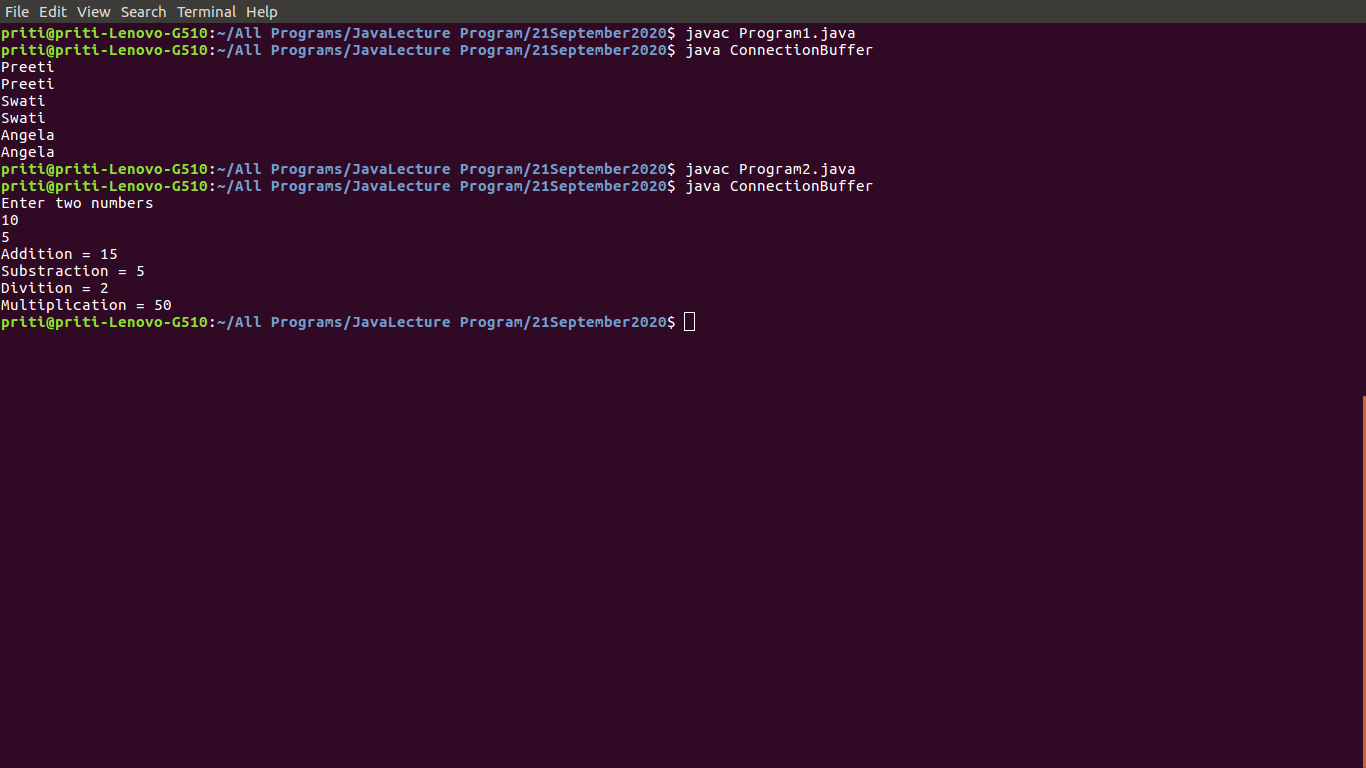 File Edit View Search Terminal Help
priti@priti-Lenovo-G510:~/All Programs/JavaLecture Program/21September2020$ javac Program1.java
priti@priti-Lenovo-G510:~/All Programs/JavaLecture Program/21September2020$ java ConnectionBuffer
Preeti
Preeti
Swati
Swati
Angela
Angela
priti@priti-Lenovo-G510:~/All Programs/JavaLecture Program/21September2020$ javac Program2.java
priti@priti-Lenovo-G510:~/All Programs/JavaLecture Program/21September2020$ java ConnectionBuffer
Enter two numbers
10
5
Addition = 15
Substraction = 5
Divition = 2
Multiplication = 50
priti@priti-Lenovo-G510:~/All Programs/JavaLecture Program/21September2020$